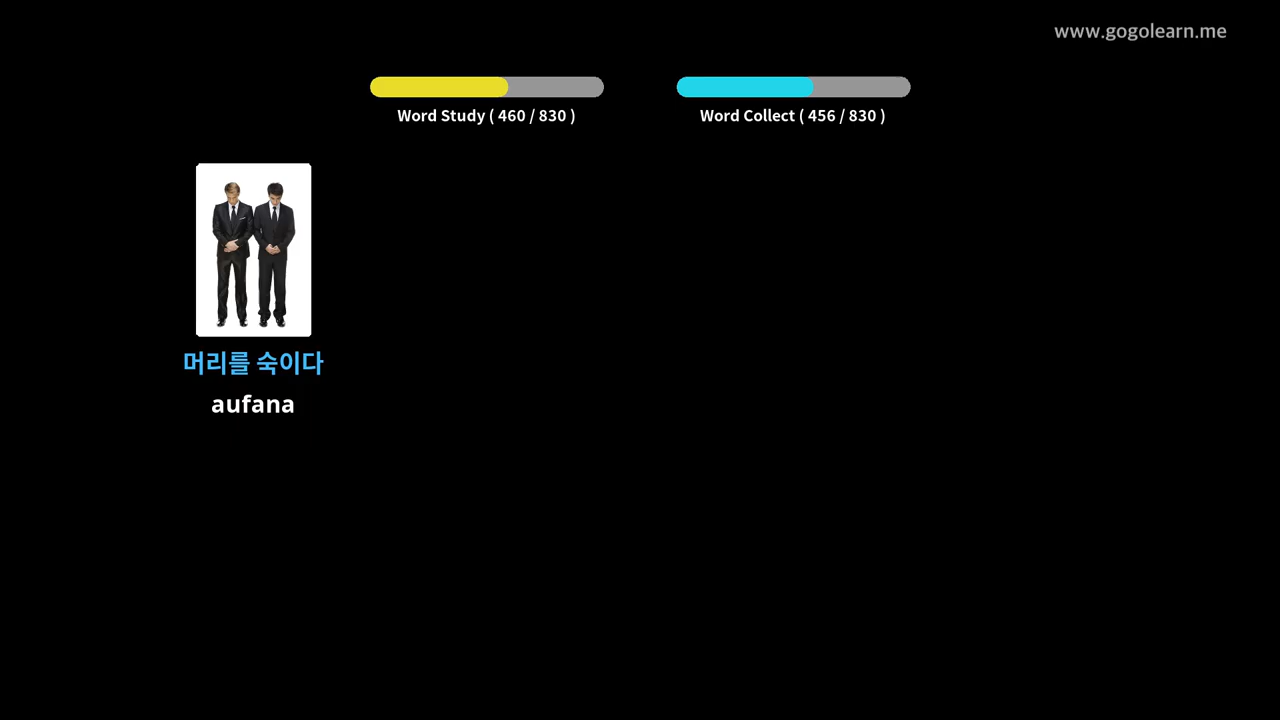 www.gogolearn.me
Word Study ( 460 / 830 )
Word Collect ( 456 / 830 )
머리를 숙이다
aufana